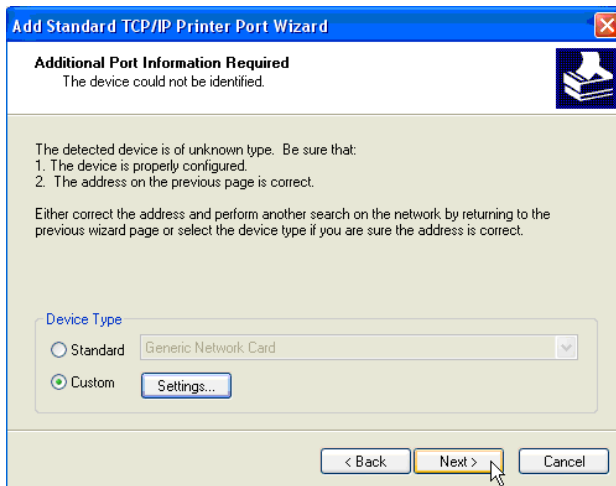 Add Standard TCP/IP Printer Port Wizard
Additional Port Information Required
The device could not be identified.
The detected device is of unknown type. Be sure that:
1. The device is properly configured.
2. The address on the previous page is correct.
Either correct the address and perform another search on the network by returning to the
previous wizard page or select the device type if you are sure the address is correct.
Device Type
Standard Generic Network Card
Custom Settings...
< Back Next > Cancel